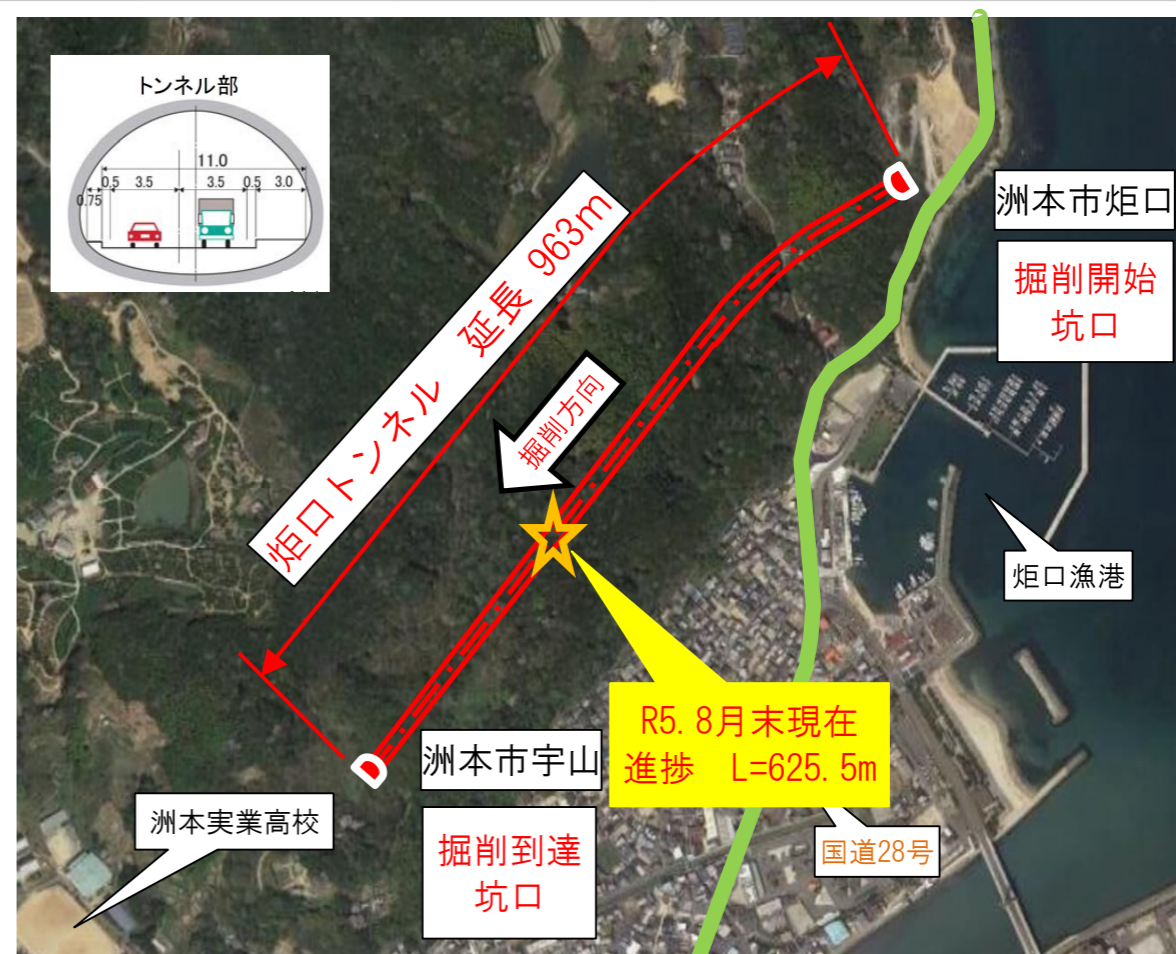 トンネル部
11.0
0.5 3.5 3.5 0.5 3.0
0.75
炬口トンネル 延長 963m
掘削方向
洲本市炬口
掘削開始
坑口
炬口漁港
R5.8月末現在
進捗 L=625.5m
国道28号
洲本市宇山
掘削到達
坑口
洲本実業高校